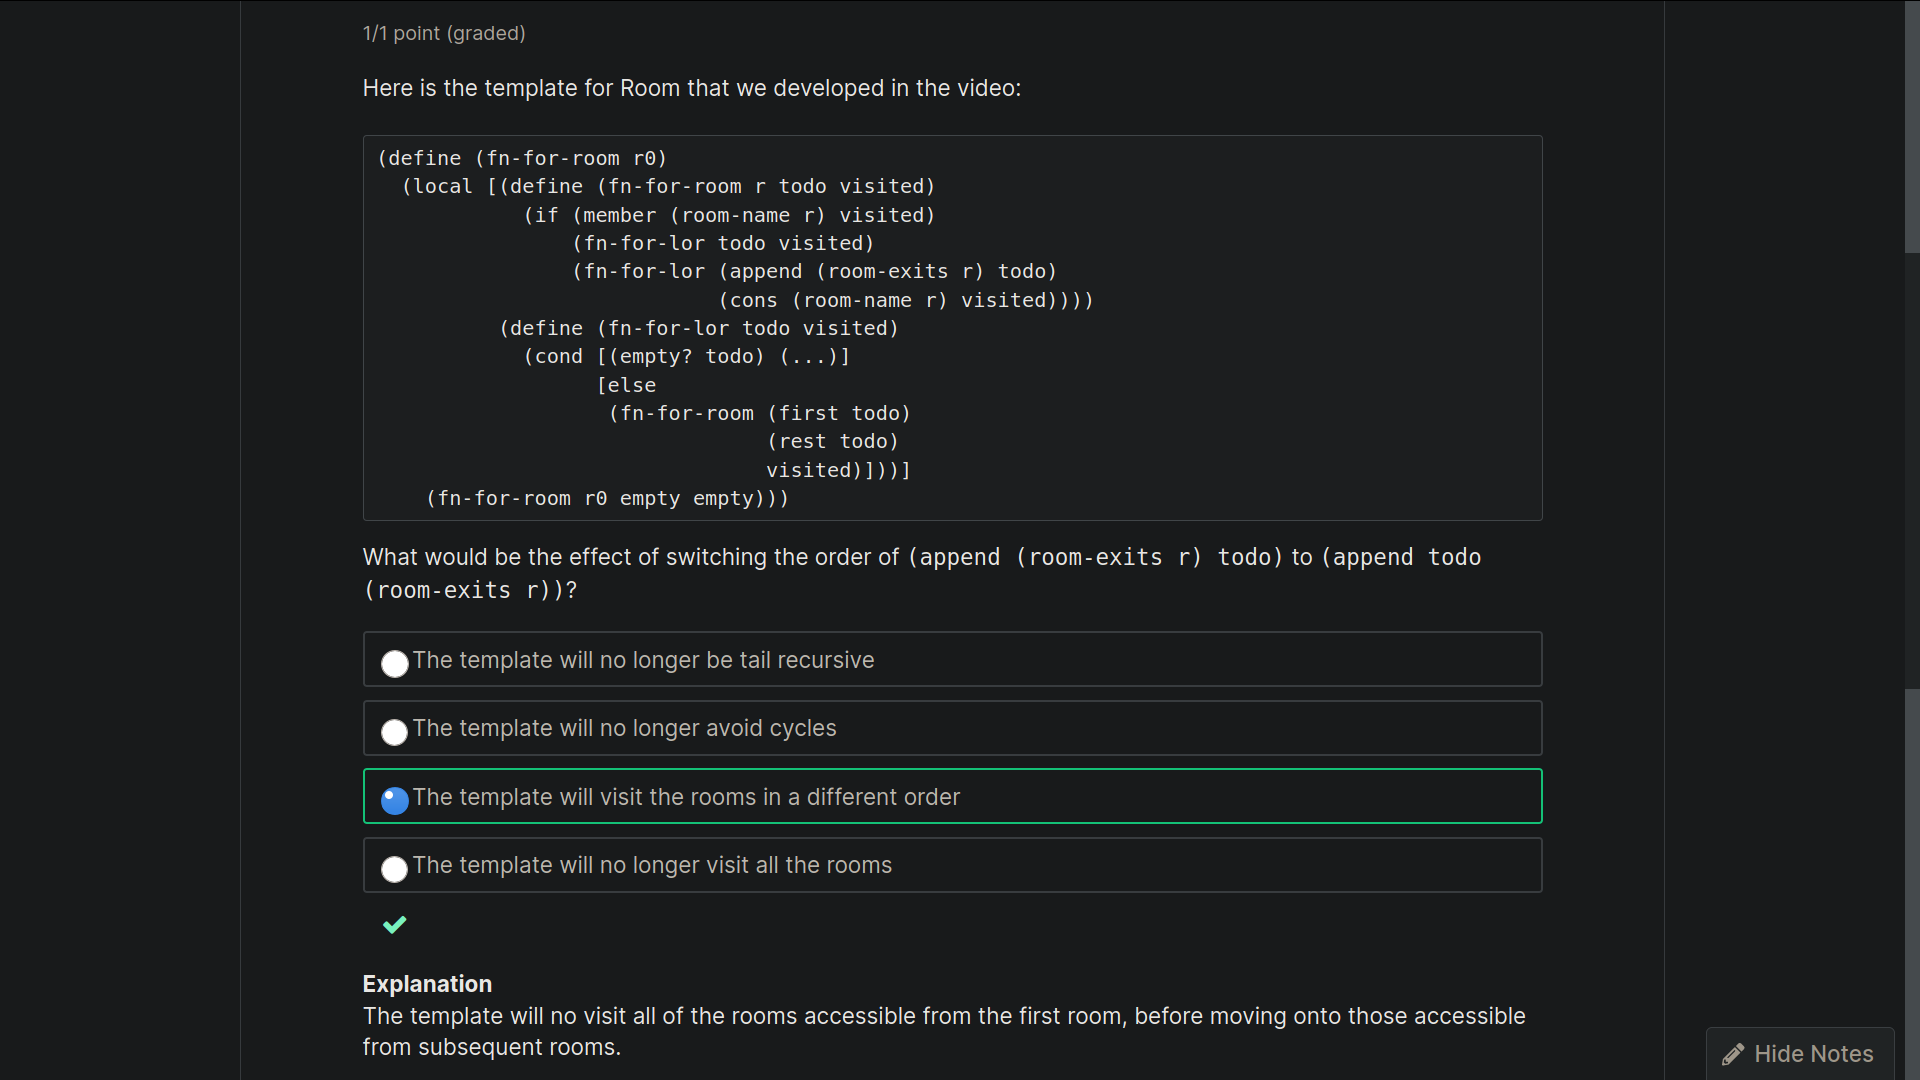 1/1 point (graded)
Here is the template for Room that we developed in the video:
(define (fn-for-room r0)
  (local [(define (fn-for-room r todo visited)
            (if (member (room-name r) visited)
                (fn-for-lor todo visited)
                (fn-for-lor (append (room-exits r) todo)
                            (cons (room-name r) visited))))
          (define (fn-for-lor todo visited)
            (cond [(empty? todo) (...)]
                  [else
                   (fn-for-room (first todo)
                                (rest todo)
                                visited)]))]
    (fn-for-room r0 empty empty)))
What would be the effect of switching the order of (append (room-exits r) todo) to (append todo
(room-exits r))?
The template will no longer be tail recursive
The template will no longer avoid cycles
The template will visit the rooms in a different order
The template will no longer visit all the rooms
Explanation
The template will no visit all of the rooms accessible from the first room, before moving onto those accessible
from subsequent rooms.
Hide Notes